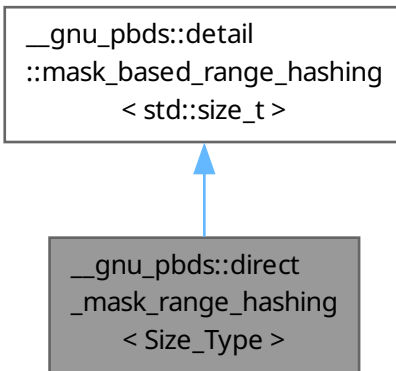 __gnu_pbds::detail
::mask_based_range_hashing
< std::size_t >
__gnu_pbds::direct
_mask_range_hashing
< Size_Type >